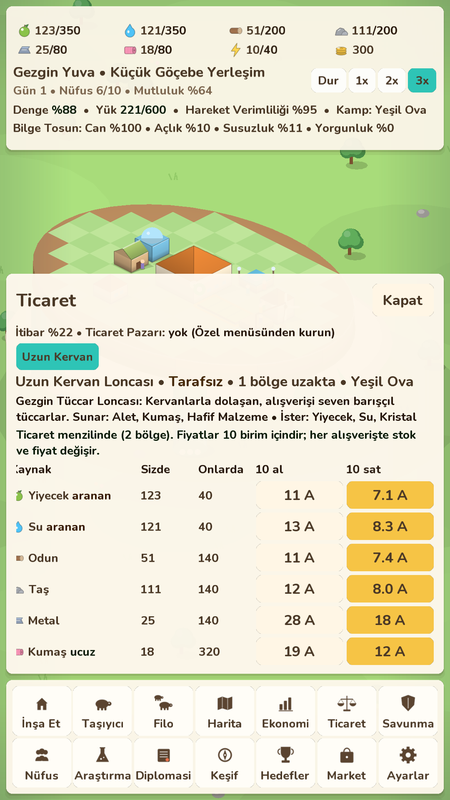 123/350 121/350 51/200 111/200
25/80 18/80 10/40 300
Gezgin Yuva • Küçük Göçebe Yerleşim
Gün 1 • Nüfus 6/10 • Mutluluk %64
Dur 1x 2x 3x
Denge %88 • Yük 221/600 • Hareket Verimliliği %95 • Kamp: Yeşil Ova
Bilge Tosun: Can %100 • Açlık %10 • Susuzluk %11 • Yorgunluk %0
Ticaret Kapat
İtibar %22 • Ticaret Pazarı: yok (Özel menüsünden kurun)
Uzun Kervan
Uzun Kervan Loncası • Tarafsız • 1 bölge uzakta • Yeşil Ova
Gezgin Tüccar Loncası: Kervanlarla dolaşan, alışverişi seven barışçıl
tüccarlar. Sunar: Alet, Kumaş, Hafif Malzeme • İster: Yiyecek, Su, Kristal
Ticaret menzilinde (2 bölge). Fiyatlar 10 birim içindir; her alışverişte stok
ve fiyat değişir.
Kaynak Sizde Onlarda 10 al 10 sat
Yiyecek aranan 123 40 11 A 7.1 A
Su aranan 121 40 13 A 8.3 A
Odun 51 140 11 A 7.4 A
Taş 111 140 12 A 8.0 A
Metal 25 140 28 A 18 A
Kumaş ucuz 18 320 19 A 12 A
İnşa Et Taşıyıcı Filo Harita Ekonomi Ticaret Savunma
Nüfus Araştırma Diplomasi Keşif Hedefler Market Ayarlar